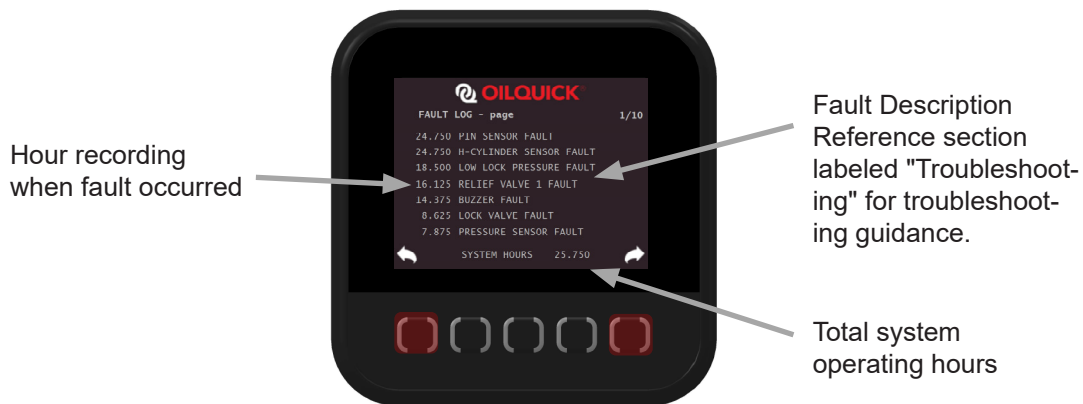 OILQUICK
FAULT LOG - page 1/10
24.750 PIN SENSOR FAULT
24.750 H-CYLINDER SENSOR FAULT
18.500 LOW LOCK PRESSURE FAULT
16.125 RELIEF VALVE 1 FAULT
14.375 BUZZER FAULT
8.625 LOCK VALVE FAULT
7.875 PRESSURE SENSOR FAULT
SYSTEM HOURS 25.750
Hour recording
when fault occurred
Fault Description
Reference section
labeled "Troubleshoot-
ing" for troubleshoot-
ing guidance.
Total system
operating hours